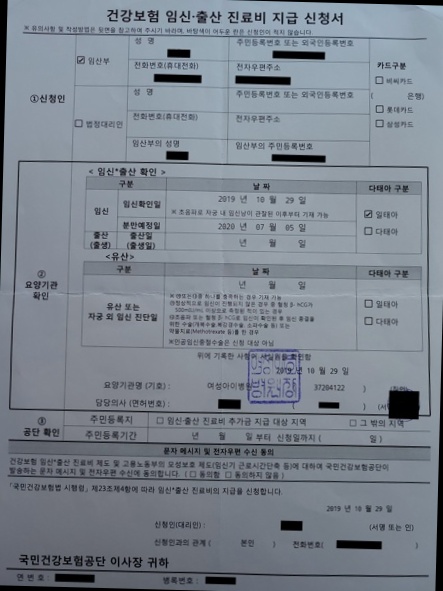 건강보험 임신·출산 진료비 지급 신청서
※ 유의사항 및 작성방법은 뒷면을 참고하여 주시기 바라며, 바탕색이 어두운 란은 신청인이 적지 않습니다.
①신청인
☑ 임산부
성 명
주민등록번호 또는 외국인등록번호
카드구분
전화번호(휴대전화)
전자우편주소
□ 비씨카드
( 은행)
□ 롯데카드
□ 삼성카드
□ 법정대리인
성 명
주민등록번호 또는 외국인등록번호
전화번호(휴대전화)
전자우편주소
임산부의 성명
임산부의 주민등록번호
②
요양기관
확인
< 임신*출산 확인 >
구분
날 짜
다태아 구분
임신
임신확인일
2019 년 10 월 29 일
※ 초음파로 자궁 내 임신낭이 관찰된 이후부터 기재 가능
☑ 일태아
□ 다태아
분만예정일
2020 년 07 월 05 일
출산
(출생)
출산일
(출생일)
년 월 일
<유산>
구분
날 짜
다태아 구분
유산 또는
자궁 외 임신 진단일
년 월 일
□ 일태아
□ 다태아
※인공임신중절수술은 신청 대상 아님
위에 기록한 사항이 사실임을 확인함
2019 년 10 월 29 일
요양기관명 (기호) : 여성아이병원 37204122 )
담당의사 (면허번호) : ( )
③
공단 확인
주민등록지
□ 임신·출산 진료비 추가금 지급 대상 지역
□ 그 밖의 지역
주민등록기간
년 월 일 부터 신청일까지 ( 일 )
문자 메시지 및 전자우편 수신 동의
건강보험 임신*출산 진료비 제도 및 고용노동부의 모성보호 제도(임신기 근로시간단축 등)에 대하여 국민건강보험공단이
발송하는 문자 메시지 및 전자우편 수신에 동의합니다. ( □ 동의함 □ 동의하지 않음 )
「국민건강보험법 시행령」 제23조제4항에 따라 임신*출산 진료비의 지급을 신청합니다.
2019 년 10 월 29 일
신청인(대리인) : (서명 또는 인)
신청인과의 관계 ( 본인 ) 전화번호( )
국민건강보험공단 이사장 귀하
연 번 호 :
병록번호 :